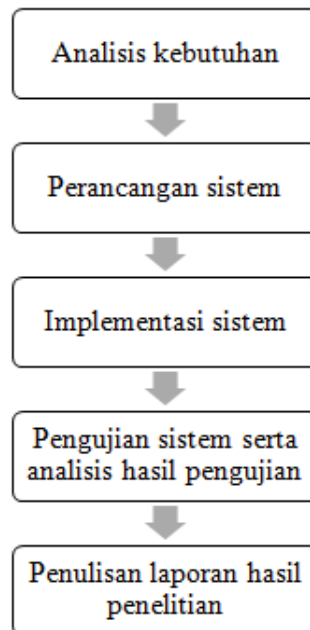 Analisis kebutuhan
Perancangan sistem
Implementasi sistem
Pengujian sistem serta
analisis hasil pengujian
Penulisan laporan hasil
penelitian